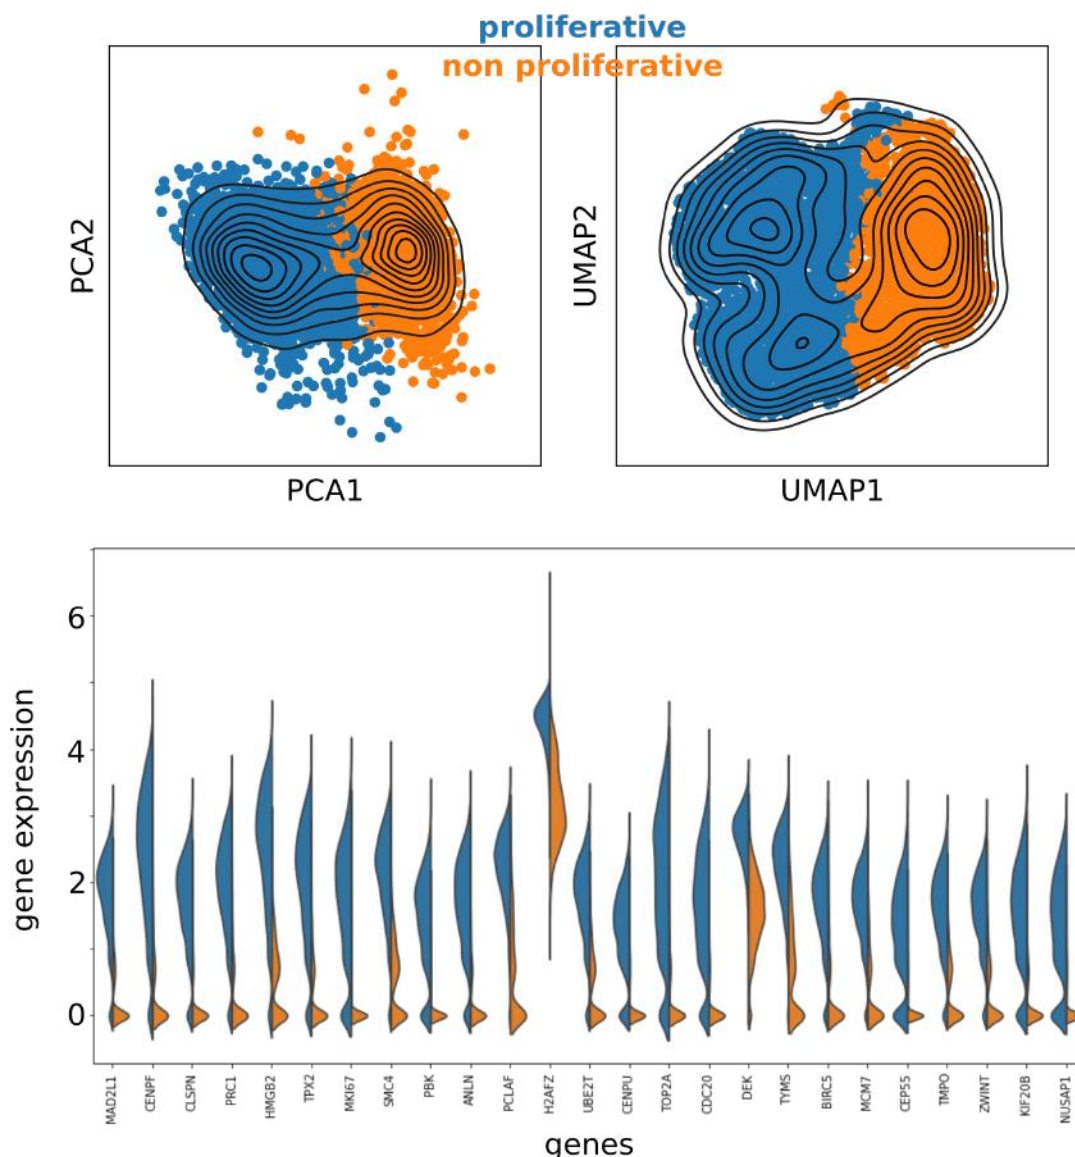 proliferative
non proliferative
PCA2
PCA1
UMAP2
UMAP1
gene expression
6
4
2
0
MAD2L1
CENPF
CLSPN
PRC1
HMGB2
TPX2
MKI67
SMC4
PBK
ANLN
PCLAF
H2AFZ
UBE2T
CENPU
TOP2A
CDC20
DEK
TYMS
BIRC5
MCM7
CEP55
TMPO
ZWINT
KIF20B
NUSAP1
genes